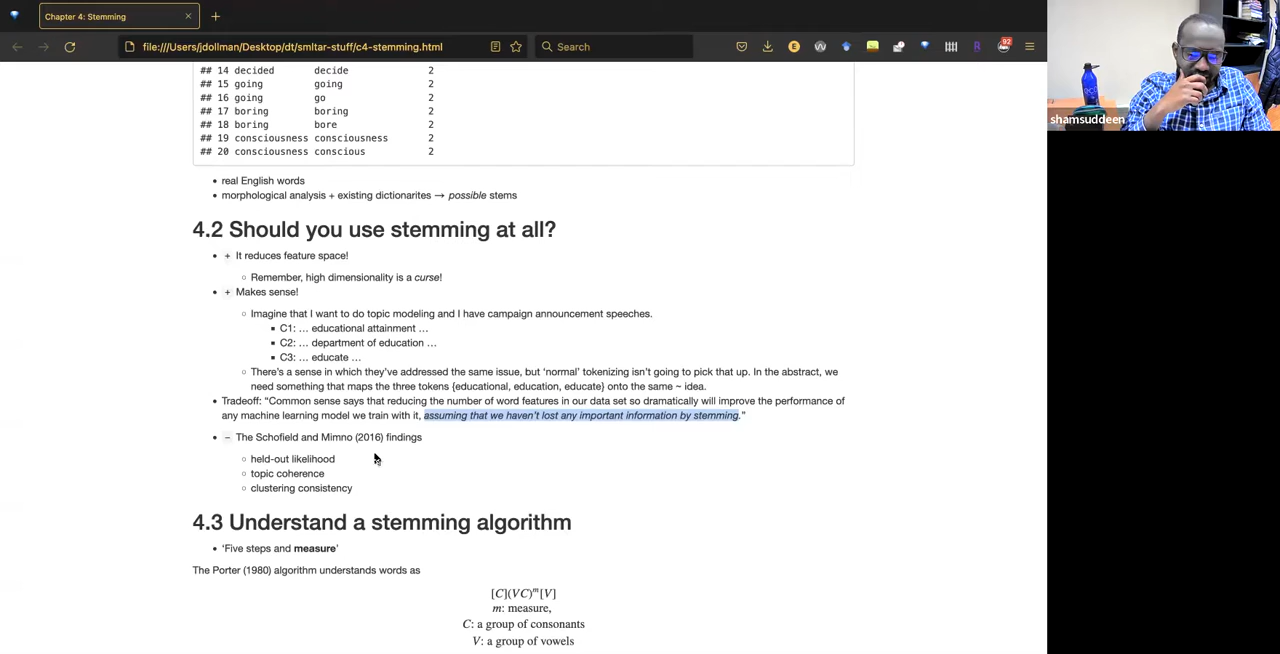 Chapter 4: Stemming
file:///Users/jdollman/Desktop/dt/smltar-stuff/c4-stemming.html
Search
E
92
## 14 decided decide 2
## 15 going going 2
## 16 going go 2
## 17 boring boring 2
## 18 boring bore 2
## 19 consciousness consciousness 2
## 20 consciousness conscious 2
shamsuddeen
• real English words
• morphological analysis + existing dictionarites → possible stems
4.2 Should you use stemming at all?
• + It reduces feature space!
○ Remember, high dimensionality is a curse!
• + Makes sense!
○ Imagine that I want to do topic modeling and I have campaign announcement speeches.
▪ C1: … educational attainment …
▪ C2: … department of education …
▪ C3: … educate …
○ There's a sense in which they've addressed the same issue, but 'normal' tokenizing isn't going to pick that up. In the abstract, we
need something that maps the three tokens {educational, education, educate} onto the same ~ idea.
• Tradeoff: "Common sense says that reducing the number of word features in our data set so dramatically will improve the performance of
any machine learning model we train with it, assuming that we haven't lost any important information by stemming."
• – The Schofield and Mimno (2016) findings
○ held-out likelihood
○ topic coherence
○ clustering consistency
4.3 Understand a stemming algorithm
• 'Five steps and measure'
The Porter (1980) algorithm understands words as
[C](VC)ᵐ[V]
m: measure,
C: a group of consonants
V: a group of vowels